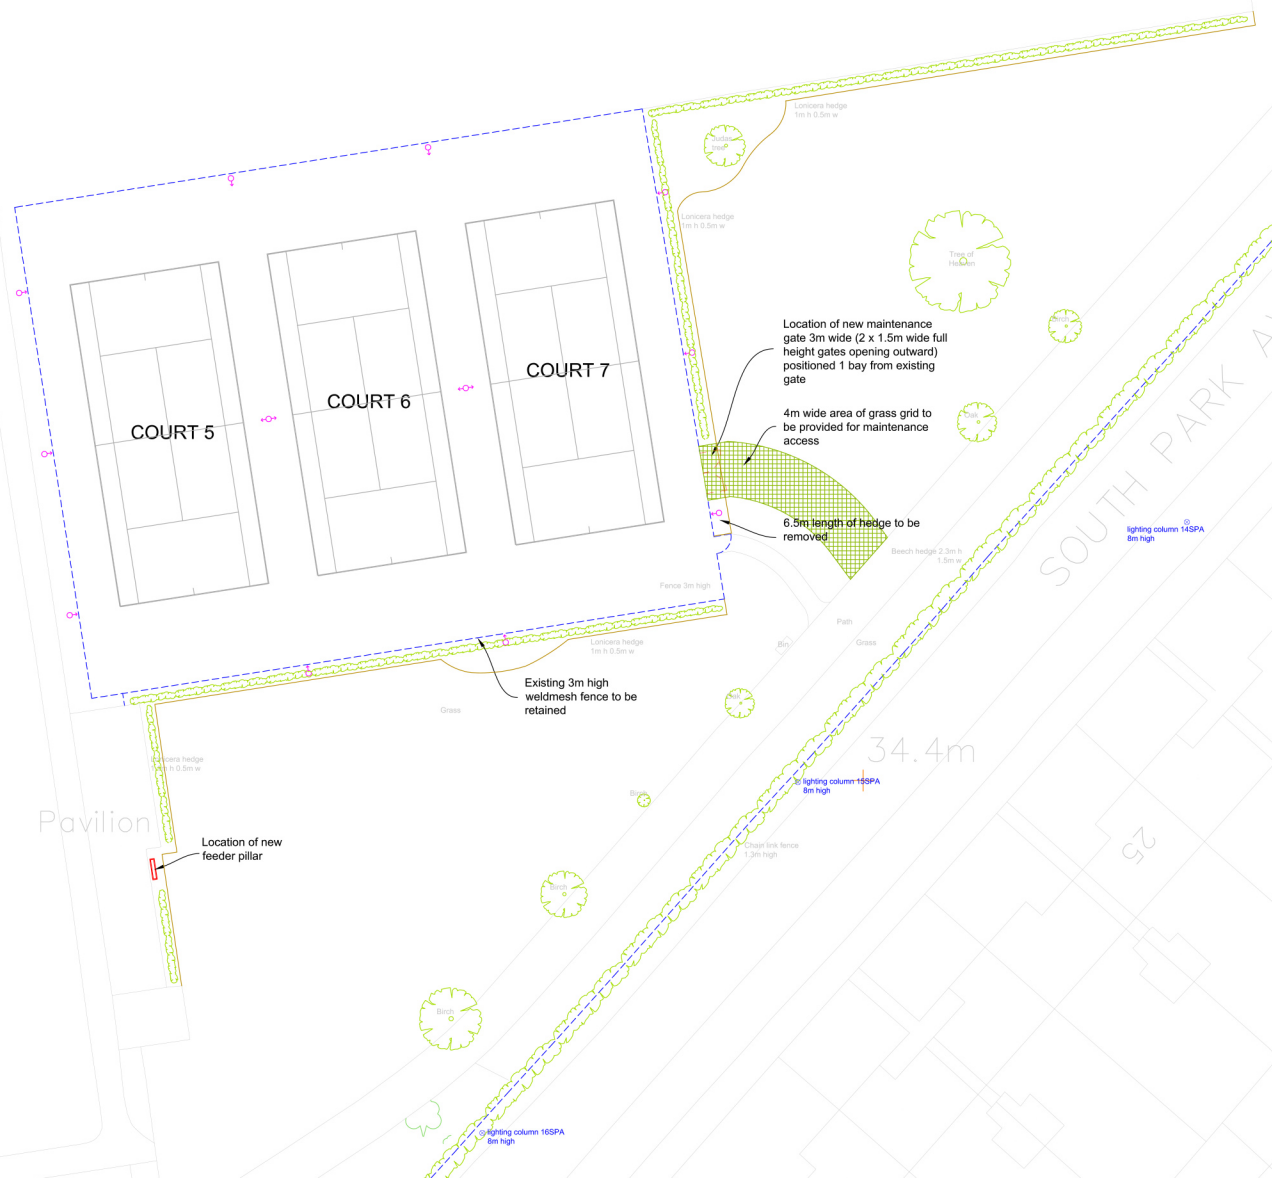 Lonicera hedge
1m h 0.5m w
Judas
tree
Lonicera hedge
1m h 0.5m w
Tree of
Heaven
Birch
Location of new maintenance
gate 3m wide (2 x 1.5m wide full
height gates opening outward)
positioned 1 bay from existing
gate
COURT 7
COURT 6
COURT 5
4m wide area of grass grid to
be provided for maintenance
access
Oak
SOUTH PARK
6.5m length of hedge to be
removed
lighting column 14SPA
8m high
Beech hedge 2.3m h
1.5m w
Fence 3m high
Path
Grass
Bin
Lonicera hedge
1m h 0.5m w
Existing 3m high
weldmesh fence to be
retained
Grass
Oak
34.4m
Lonicera hedge
1m h 0.5m w
lighting column 15SPA
8m high
Birch
Pavilion
Location of new
feeder pillar
Chain link fence
1.3m high
25
Birch
Birch
lighting column 16SPA
8m high